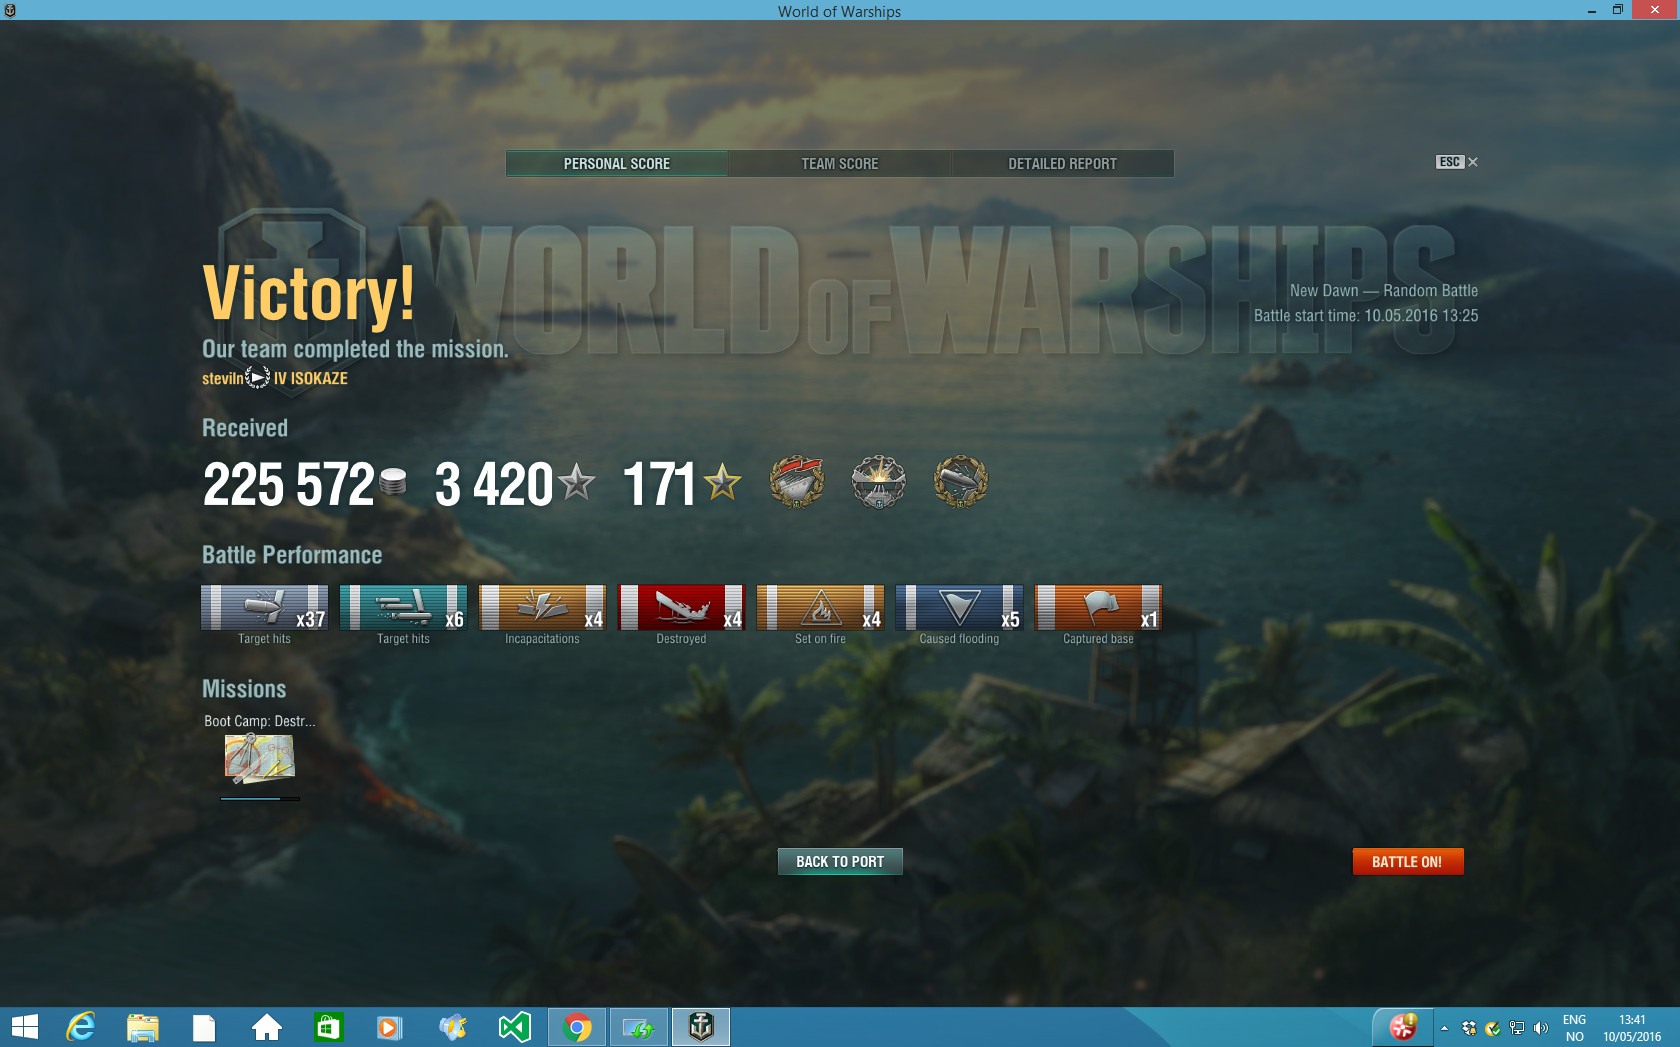 World of Warships
PERSONAL SCORE
TEAM SCORE
DETAILED REPORT
ESC
WORLD OF WARSHIPS
Victory!
New Dawn — Random Battle
Battle start time: 10.05.2016 13:25
Our team completed the mission.
steviln IV ISOKAZE
Received
225 572 3 420 171
Battle Performance
x37 x6 x4 x4 x4 x5 x1
Target hits Target hits Incapacitations Destroyed Set on fire Caused flooding Captured base
Missions
Boot Camp: Destr...
BACK TO PORT
BATTLE ON!
ENG 13:41
NO 10/05/2016